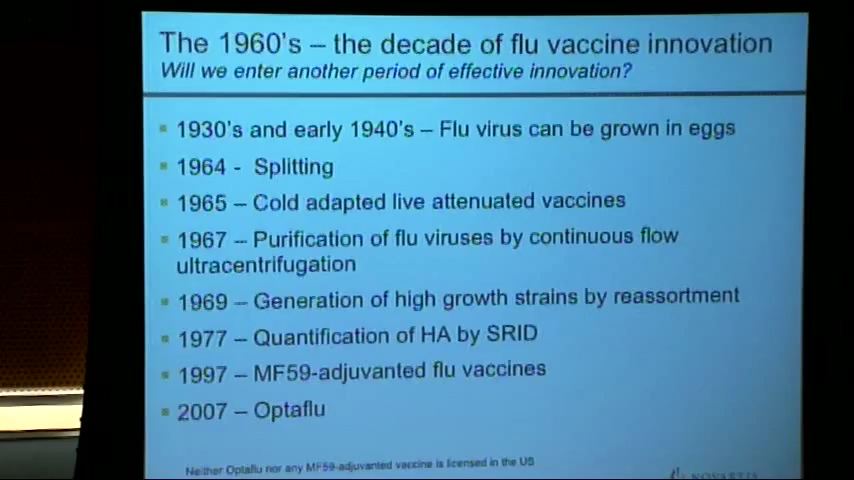 The 1960's – the decade of flu vaccine innovation
Will we enter another period of effective innovation?
1930's and early 1940's – Flu virus can be grown in eggs
1964 - Splitting
1965 – Cold adapted live attenuated vaccines
1967 – Purification of flu viruses by continuous flow
ultracentrifugation
1969 – Generation of high growth strains by reassortment
1977 – Quantification of HA by SRID
1997 – MF59-adjuvanted flu vaccines
2007 – Optaflu
Neither Optaflu nor any MF59-adjuvanted vaccine is licensed in the US
NOVARTIS